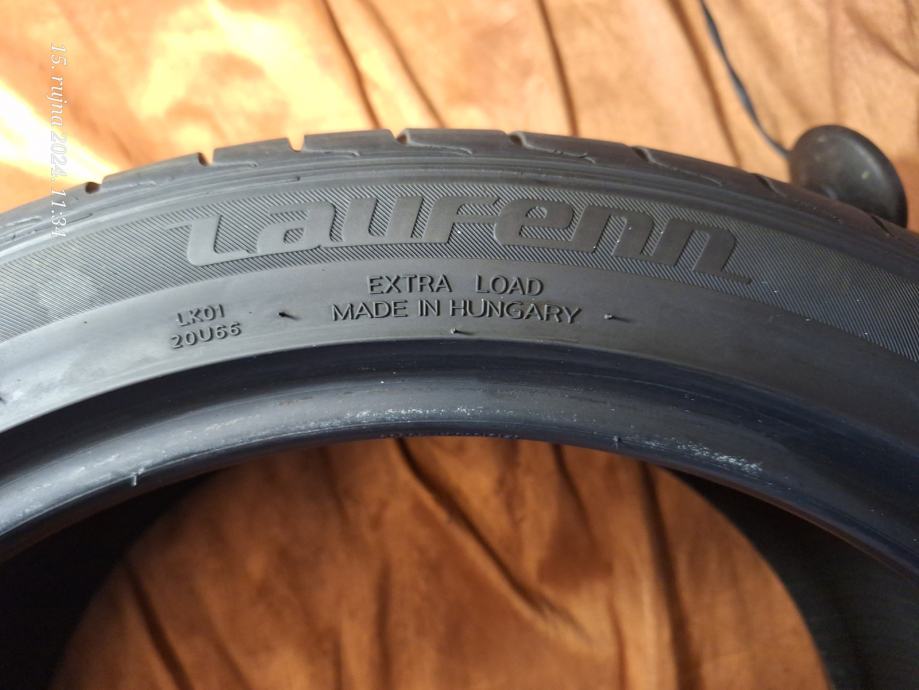 15. rujna 2024. 11:34
Laufenn
EXTRA LOAD
MADE IN HUNGARY
LK01
20U66